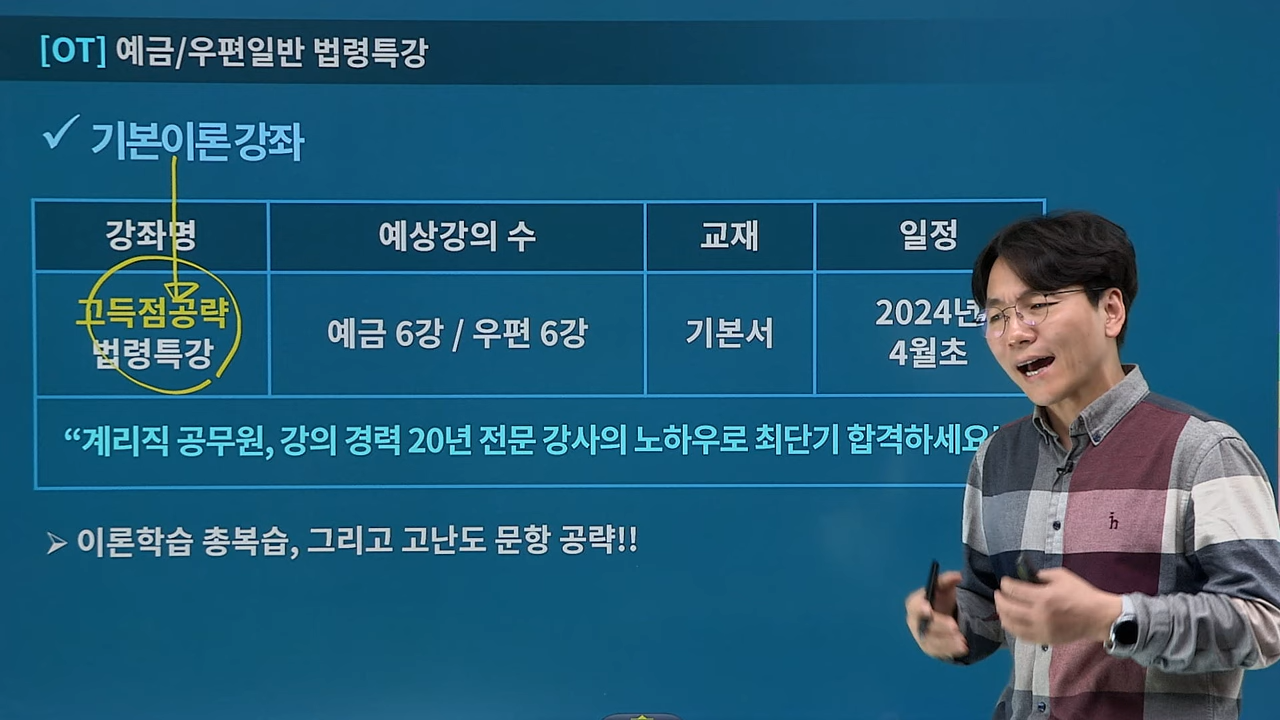 [OT] 예금/우편일반 법령특강
✓ 기본이론 강좌
강좌명 예상강의 수 교재 일정
고득점공략
법령특강
예금 6강 / 우편 6강
기본서
2024년
4월초
“계리직 공무원, 강의 경력 20년 전문 강사의 노하우로 최단기 합격하세요”
➢ 이론학습 총복습, 그리고 고난도 문항 공략!!